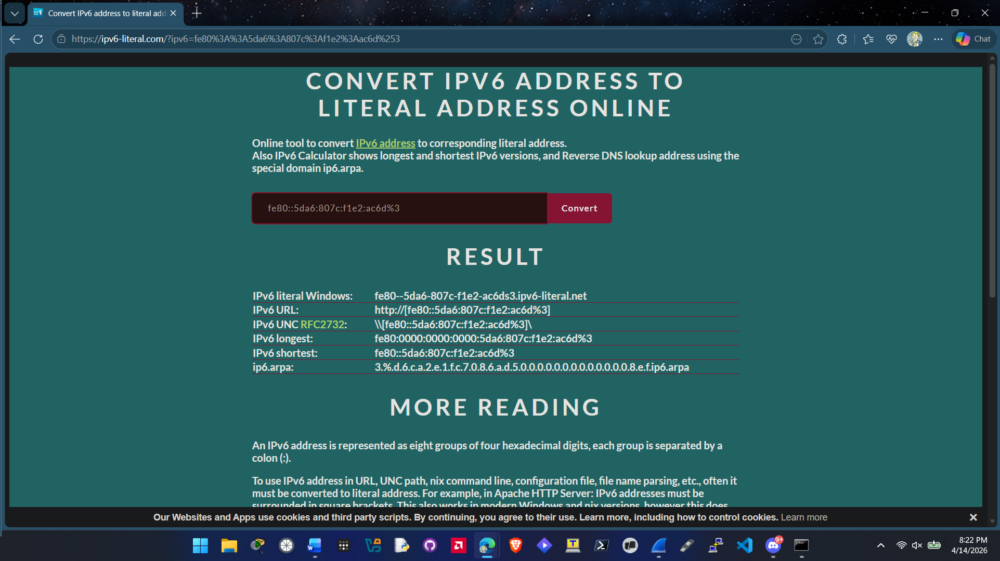 Convert IPv6 address to literal add
https://ipv6-literal.com/?ipv6=fe80%3A%3A5da6%3A807c%3Af1e2%3Aac6d%253
Chat
CONVERT IPV6 ADDRESS TO
LITERAL ADDRESS ONLINE
Online tool to convert IPv6 address to corresponding literal address.
Also IPv6 Calculator shows longest and shortest IPv6 versions, and Reverse DNS lookup address using the
special domain ip6.arpa.
fe80::5da6:807c:f1e2:ac6d%3
Convert
RESULT
IPv6 literal Windows: fe80--5da6-807c-f1e2-ac6ds3.ipv6-literal.net
IPv6 URL: http://[fe80::5da6:807c:f1e2:ac6d%3]
IPv6 UNC RFC2732: \\[fe80::5da6:807c:f1e2:ac6d%3]\
IPv6 longest: fe80:0000:0000:0000:5da6:807c:f1e2:ac6d%3
IPv6 shortest: fe80::5da6:807c:f1e2:ac6d%3
ip6.arpa: 3.%.d.6.c.a.2.e.1.f.c.7.0.8.6.a.d.5.0.0.0.0.0.0.0.0.0.0.0.0.0.8.e.f.ip6.arpa
MORE READING
An IPv6 address is represented as eight groups of four hexadecimal digits, each group is separated by a
colon (:).
To use IPv6 address in URL, UNC path, nix command line, configuration file, file name parsing, etc., often it
must be converted to literal address. For example, in Apache HTTP Server: IPv6 addresses must be
surrounded in square brackets. This also works in modern Windows and nix versions, however this does
Our Websites and Apps use cookies and third party scripts. By continuing, you agree to their use. Learn more, including how to control cookies. Learn more
9+
8:22 PM
4/14/2026